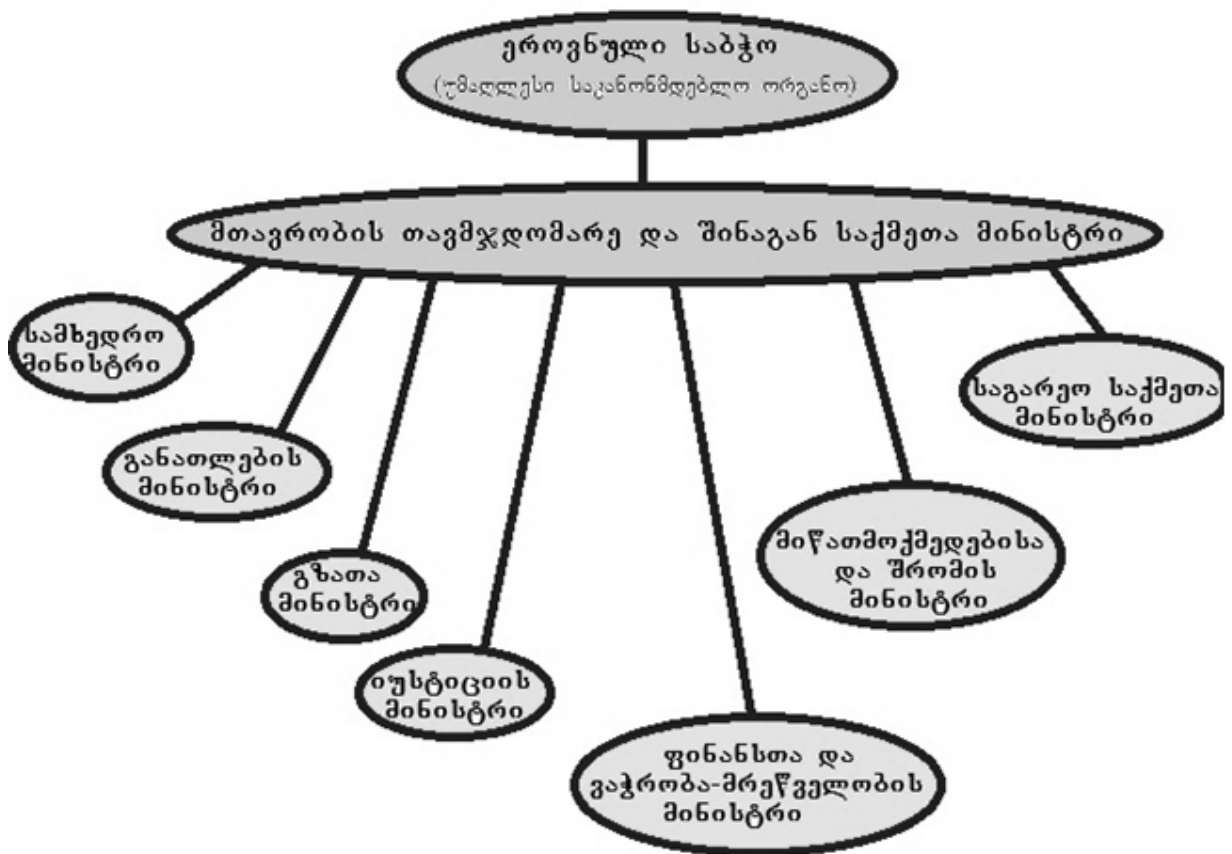 ეროვნული საბჭო
(უმაღლესი საკანონმდებლო ორგანო)
მთავრობის თავმჯდომარე და შინაგან საქმეთა მინისტრი
სამხედრო
მინისტრი
განათლების
მინისტრი
გზათა
მინისტრი
იუსტიციის
მინისტრი
ფინანსთა და
ვაჭრობა-მრეწველობის
მინისტრი
მიწათმოქმედებისა
და შრომის
მინისტრი
საგარეო საქმეთა
მინისტრი